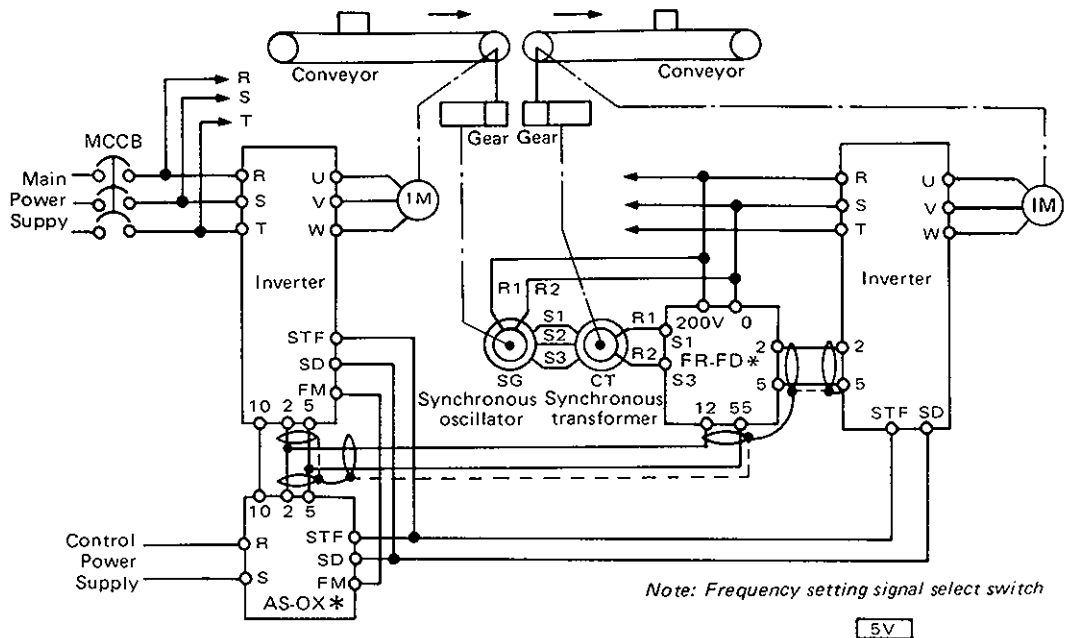 Conveyor
Conveyor
R
S
T
Gear
Gear
MCCB
Main
Power
Suppy
R
S
T
U
V
W
IM
Inverter
STF
SD
FM
10 2 5
R
S
T
U
V
W
IM
Inverter
2
5
STF SD
R1
R2
S1
S2
S3
SG
Synchronous
oscillator
CT
Synchronous
transformer
R1
R2
200V 0
S1
FR-FD*
S3
2
5
12 55
10 2 5
Control
Power
Supply
R
S
STF
SD
FM
AS-OX*
Note: Frequency setting signal select switch
5V